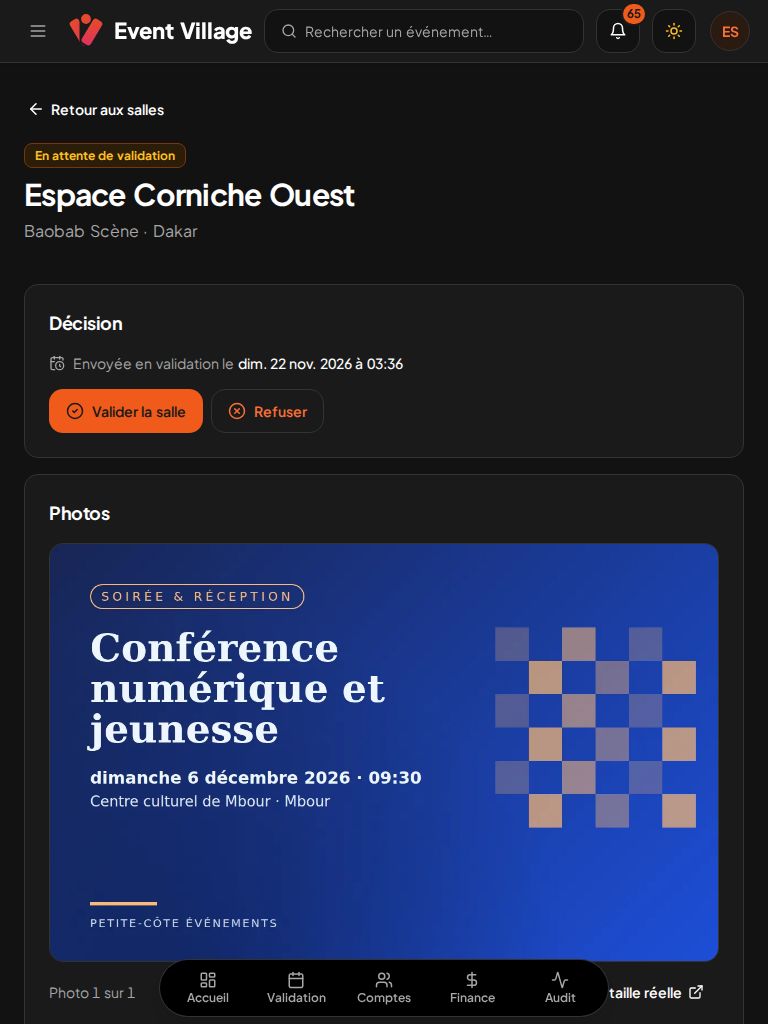 Event Village
Rechercher un événement...
65
ES
Retour aux salles
En attente de validation
Espace Corniche Ouest
Baobab Scène · Dakar
Décision
Envoyée en validation le dim. 22 nov. 2026 à 03:36
Valider la salle
Refuser
Photos
SOIRÉE & RÉCEPTION
Conférence
numérique et
jeunesse
dimanche 6 décembre 2026 · 09:30
Centre culturel de Mbour · Mbour
PETITE-CÔTE ÉVÉNEMENTS
Photo 1 sur 1
taille réelle
Accueil
Validation
Comptes
Finance
Audit